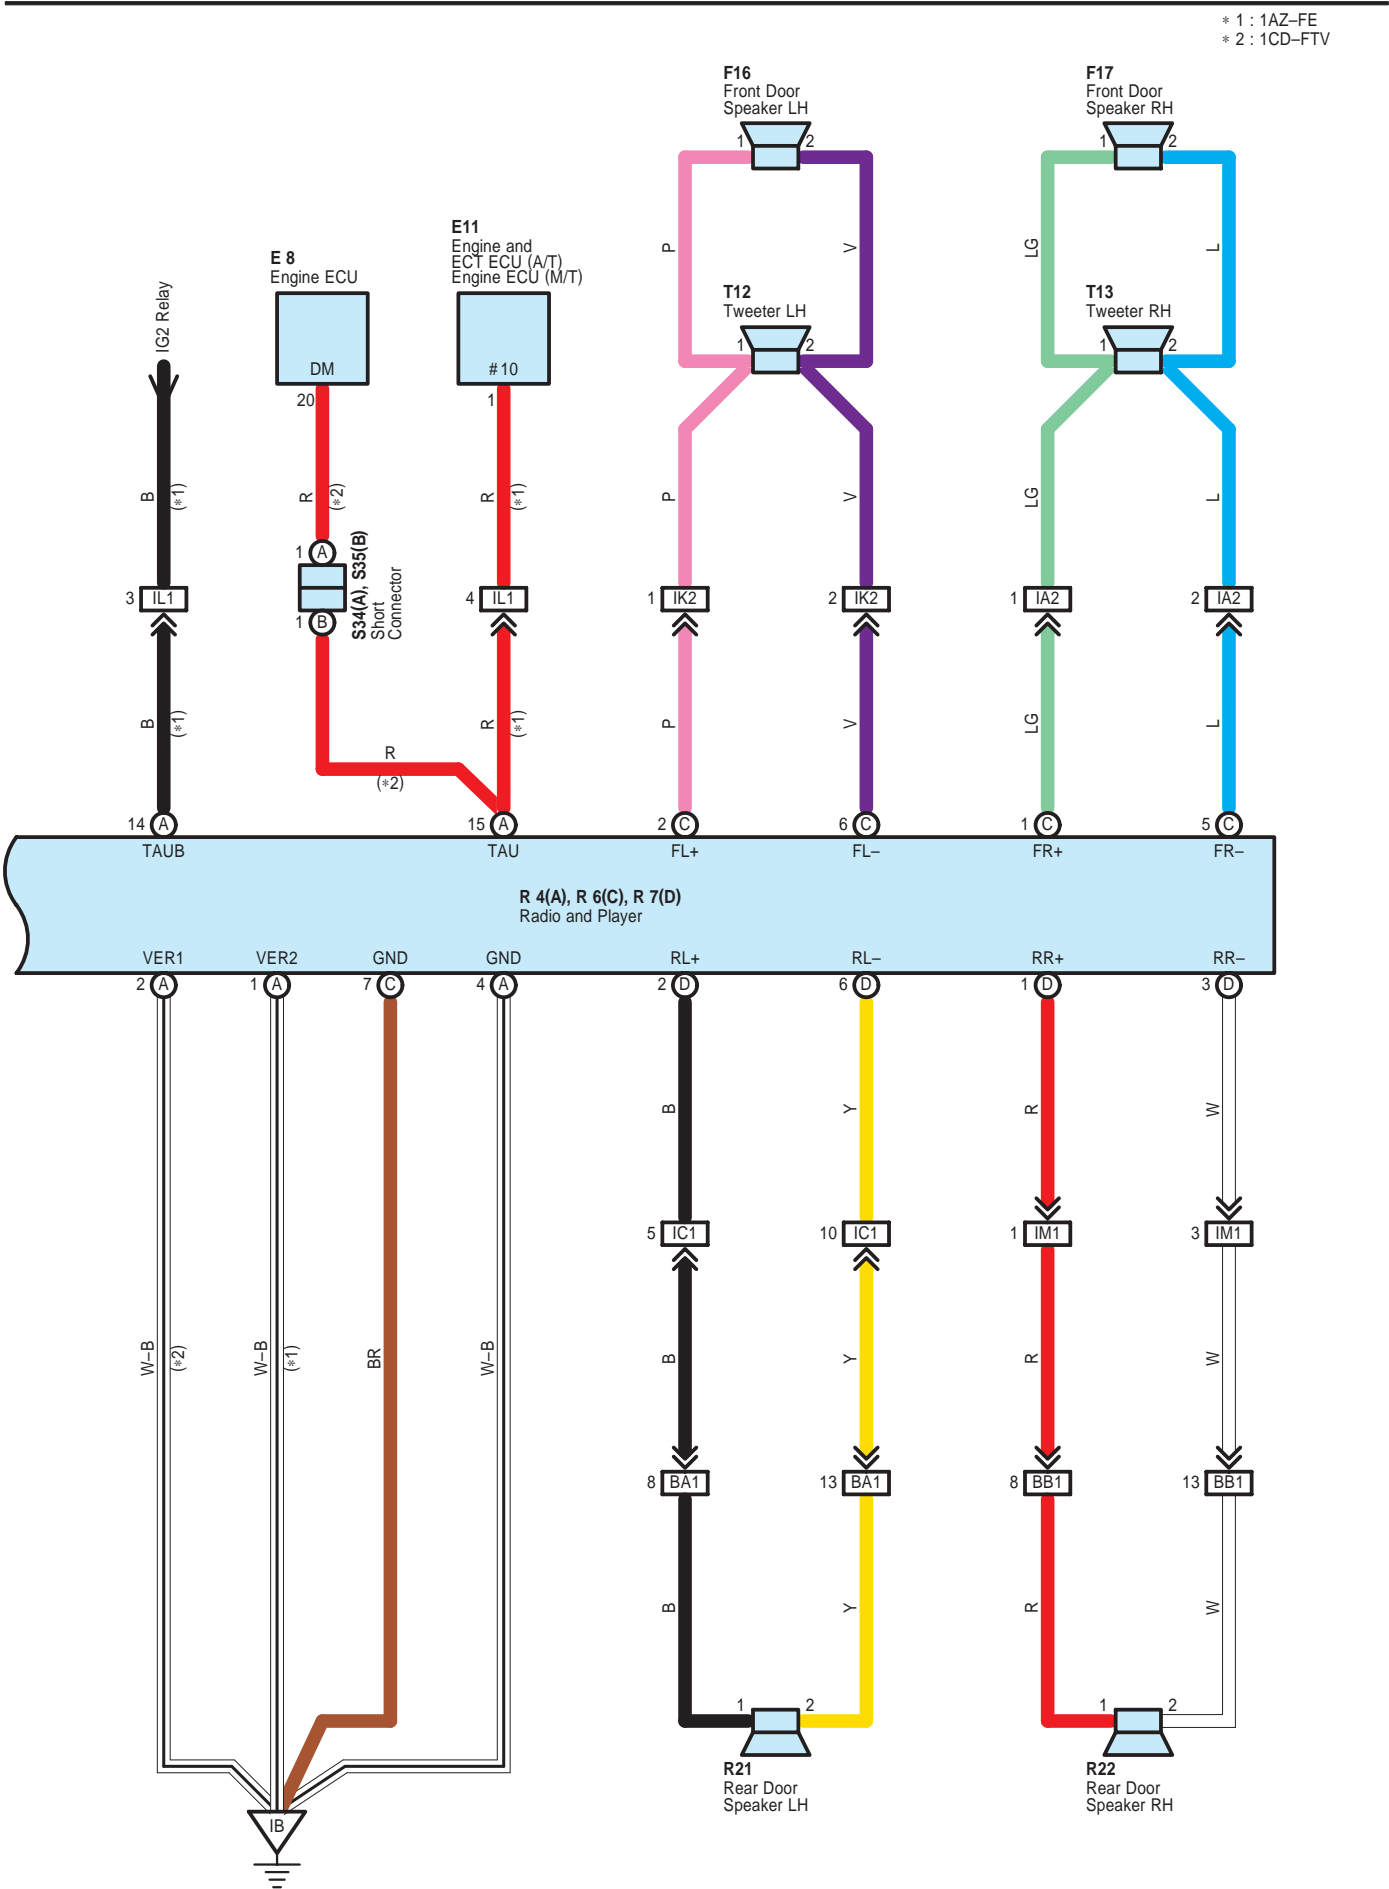 * 1 : 1AZ–FE
* 2 : 1CD–FTV
F16
Front Door
Speaker LH
1 2
F17
Front Door
Speaker RH
1 2
P V LG L
E 8
Engine ECU
DM
20
E11
Engine and
ECT ECU (A/T)
Engine ECU (M/T)
#10
1
IG2 Relay
T12
Tweeter LH
1 2
T13
Tweeter RH
1 2
B (*1) R (*2) R (*1) P V LG L
1 A
S34(A), S35(B)
Short
Connector
1 B
3 IL1 4 IL1 1 IK2 2 IK2 1 IA2 2 IA2
B (*1) R (*1) P V LG L
R
(*2)
14 A 15 A 2 C 6 C 1 C 5 C
TAUB TAU FL+ FL– FR+ FR–
R 4(A), R 6(C), R 7(D)
Radio and Player
VER1 VER2 GND GND RL+ RL– RR+ RR–
2 A 1 A 7 C 4 A 2 D 6 D 1 D 3 D
B Y R W
5 IC1 10 IC1 1 IM1 3 IM1
W–B (*2) W–B (*1) BR W–B B Y R W
8 BA1 13 BA1 8 BB1 13 BB1
B Y R W
1 2 1 2
R21
Rear Door
Speaker LH
R22
Rear Door
Speaker RH
IB